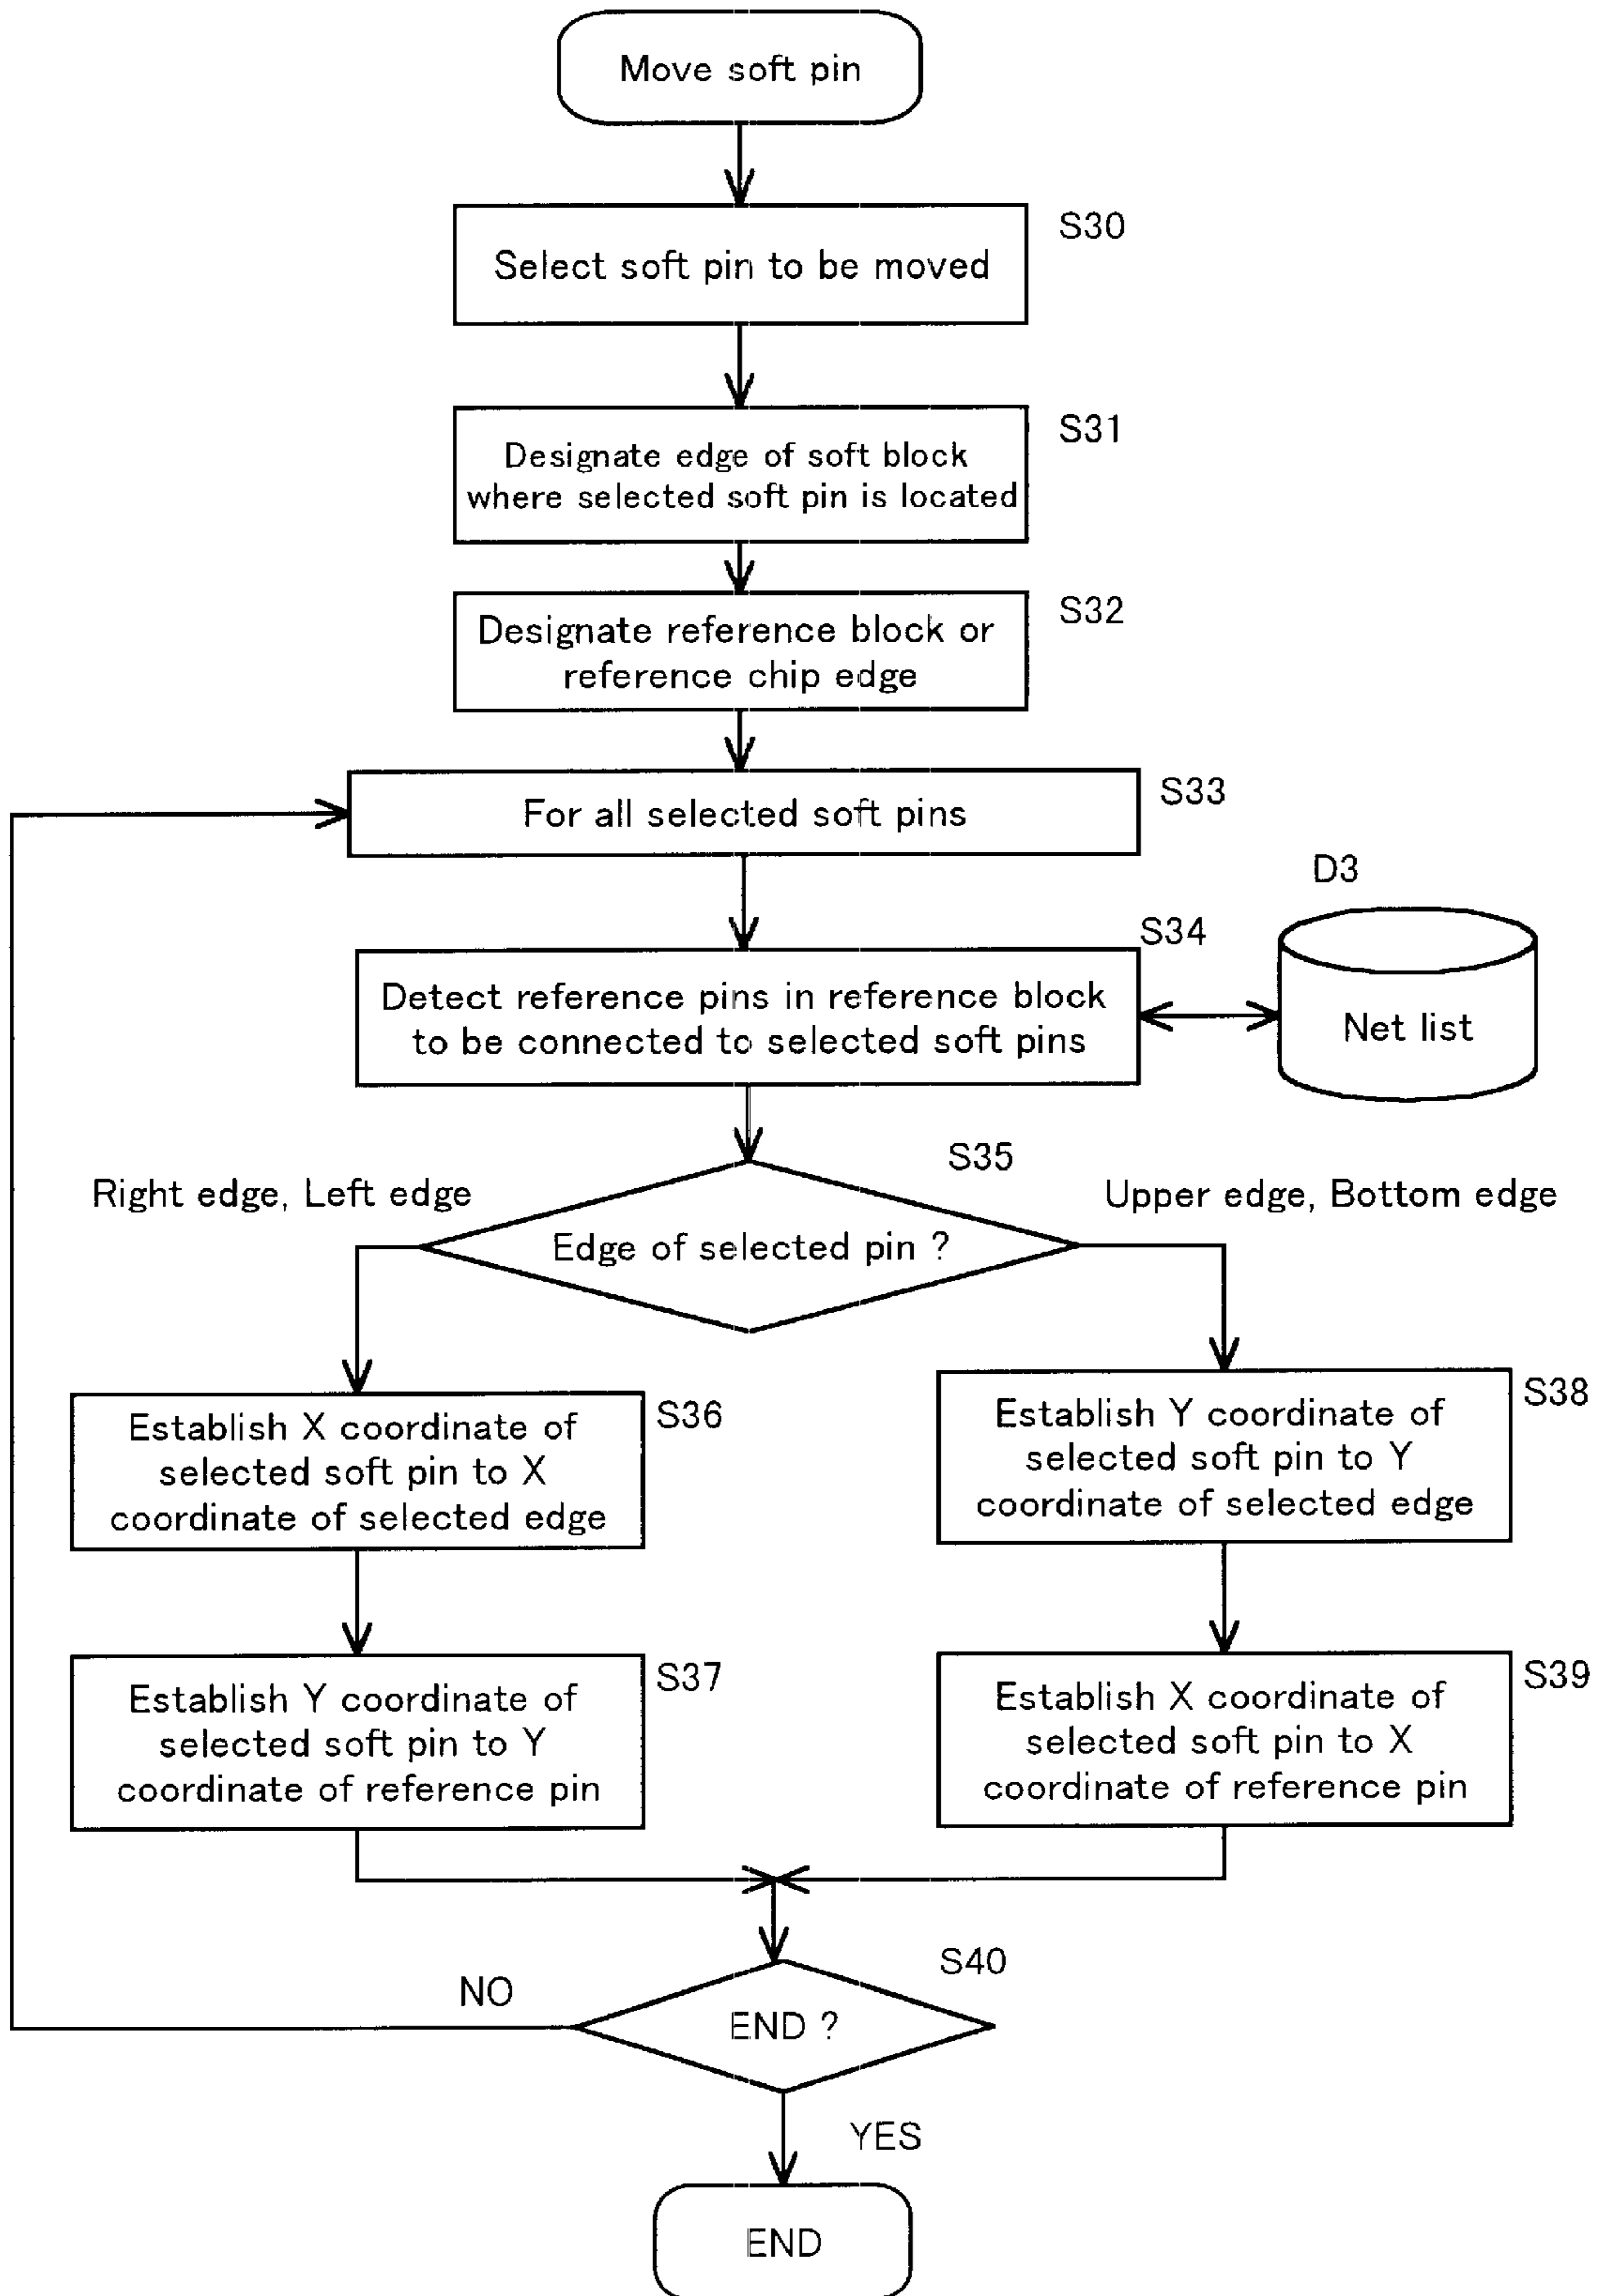 Move soft pin
S30
Select soft pin to be moved
S31
Designate edge of soft block
where selected soft pin is located
S32
Designate reference block or
reference chip edge
S33
For all selected soft pins
D3
S34
Detect reference pins in reference block
to be connected to selected soft pins
Net list
S35
Right edge, Left edge
Upper edge, Bottom edge
Edge of selected pin ?
S36
Establish X coordinate of
selected soft pin to X
coordinate of selected edge
S38
Establish Y coordinate of
selected soft pin to Y
coordinate of selected edge
S37
Establish Y coordinate of
selected soft pin to Y
coordinate of reference pin
S39
Establish X coordinate of
selected soft pin to X
coordinate of reference pin
S40
NO
END ?
YES
END